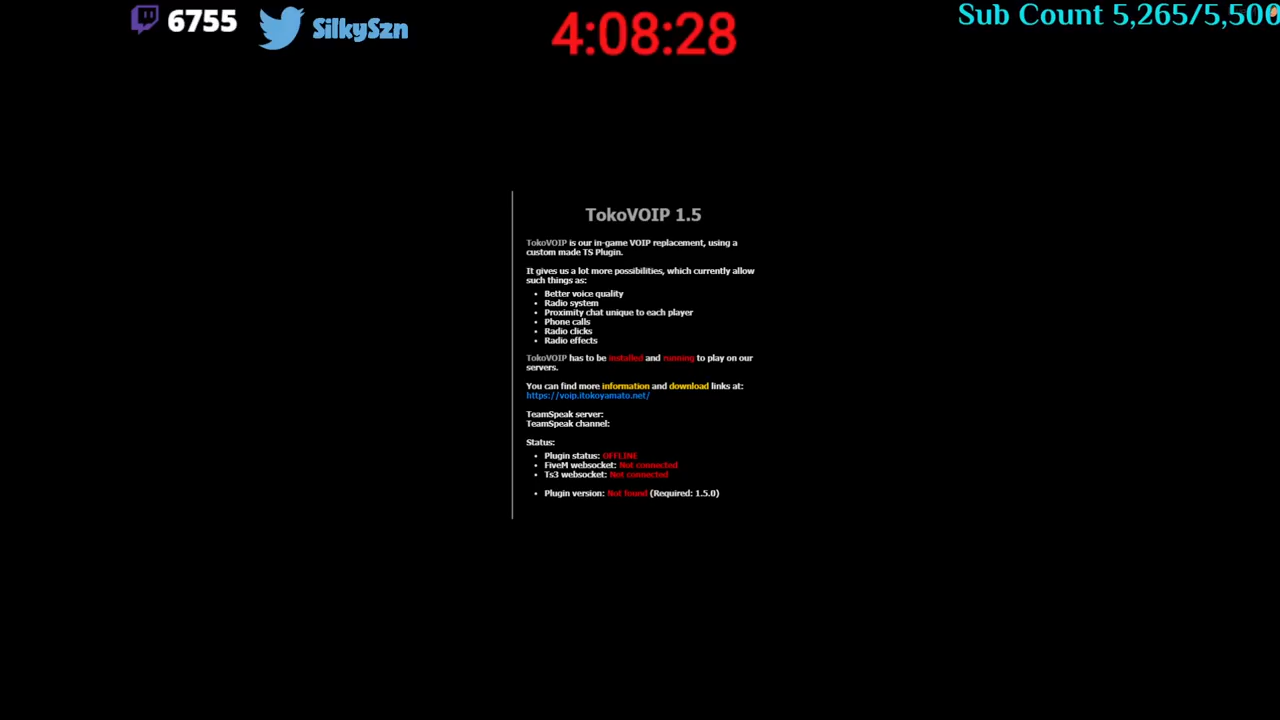 6755
SilkySzn
4:08:28
Sub Count 5,265/5,500
TokoVOIP 1.5
TokoVOIP is our in-game VOIP replacement, using a
custom made TS Plugin.
It gives us a lot more possibilities, which currently allow
such things as:
• Better voice quality
• Radio system
• Proximity chat unique to each player
• Phone calls
• Radio clicks
• Radio effects
TokoVOIP has to be installed and running to play on our
servers.
You can find more information and download links at:
https://voip.itokoyamato.net/
TeamSpeak server:
TeamSpeak channel:
Status:
• Plugin status: OFFLINE
• FiveM websocket: Not connected
• Ts3 websocket: Not connected
• Plugin version: Not found (Required: 1.5.0)